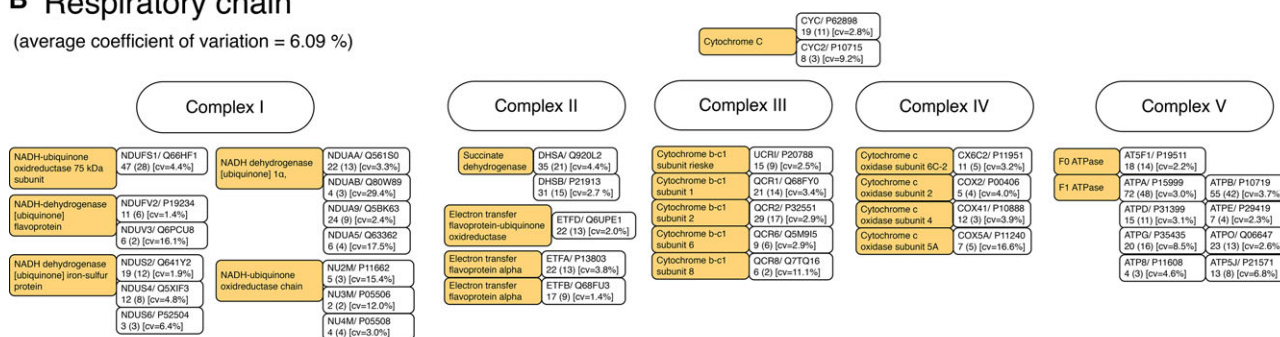 B Respiratory chain
(average coefficient of variation = 6.09 %)
Cytochrome C
CYC/ P62898
19 (11) [cv=2.8%]
CYC2/ P10715
8 (3) [cv=9.2%]
Complex I
NADH-ubiquinone
oxidreductase 75 kDa
subunit
NDUFS1/ Q66HF1
47 (28) [cv=4.4%]
NADH-dehydrogenase
[ubiquinone]
flavoprotein
NDUFV2/ P19234
11 (6) [cv=1.4%]
NDUV3/ Q6PCU8
6 (2) [cv=16.1%]
NADH dehydrogenase
[ubiquinone] iron-sulfur
protein
NDUS2/ Q641Y2
19 (12) [cv=1.9%]
NDUS4/ Q5XIF3
12 (8) [cv=4.8%]
NDUS6/ P52504
3 (3) [cv=6.4%]
NADH dehydrogenase
[ubiquinone] 1α,
NDUAA/ Q561S0
22 (13) [cv=3.3%]
NDUAB/ Q80W89
4 (3) [cv=29.4%]
NDUA9/ Q5BK63
24 (9) [cv=2.4%]
NDUA5/ Q63362
6 (4) [cv=17.5%]
NADH-ubiquinone
oxidreductase chain
NU2M/ P11662
5 (3) [cv=15.4%]
NU3M/ P05506
2 (2) [cv=12.0%]
NU4M/ P05508
4 (4) [cv=3.0%]
Complex II
Succinate
dehydrogenase
DHSA/ Q920L2
35 (21) [cv=4.4%]
DHSB/ P21913
31 (15) [cv=2.7 %]
Electron transfer
flavoprotein-ubiquinone
oxidreductase
ETFD/ Q6UPE1
22 (13) [cv=2.0%]
Electron transfer
flavoprotein alpha
ETFA/ P13803
22 (13) [cv=3.8%]
Electron transfer
flavoprotein alpha
ETFB/ Q68FU3
17 (9) [cv=1.4%]
Complex III
Cytochrome b-c1
subunit rieske
UCRI/ P20788
15 (9) [cv=2.5%]
Cytochrome b-c1
subunit 1
QCR1/ Q68FY0
21 (14) [cv=3.4%]
Cytochrome b-c1
subunit 2
QCR2/ P32551
29 (17) [cv=2.9%]
Cytochrome b-c1
subunit 6
QCR6/ Q5M9I5
9 (6) [cv=2.9%]
Cytochrome b-c1
subunit 8
QCR8/ Q7TQ16
6 (2) [cv=11.1%]
Complex IV
Cytochrome c
oxidase subunit 6C-2
CX6C2/ P11951
11 (5) [cv=3.2%]
Cytochrome c
oxidase subunit 2
COX2/ P00406
5 (4) [cv=4.0%]
Cytochrome c
oxidase subunit 4
COX41/ P10888
12 (3) [cv=3.9%]
Cytochrome c
oxidase subunit 5A
COX5A/ P11240
7 (5) [cv=16.6%]
Complex V
F0 ATPase
AT5F1/ P19511
18 (14) [cv=2.2%]
F1 ATPase
ATPA/ P15999
72 (48) [cv=3.0%]
ATPB/ P10719
55 (42) [cv=3.7%]
ATPD/ P31399
15 (11) [cv=3.1%]
ATPE/ P29419
7 (4) [cv=2.3%]
ATPG/ P35435
20 (16) [cv=8.5%]
ATPO/ Q06647
23 (13) [cv=2.6%]
ATP8/ P11608
4 (3) [cv=4.6%]
ATP5J/ P21571
13 (8) [cv=6.8%]